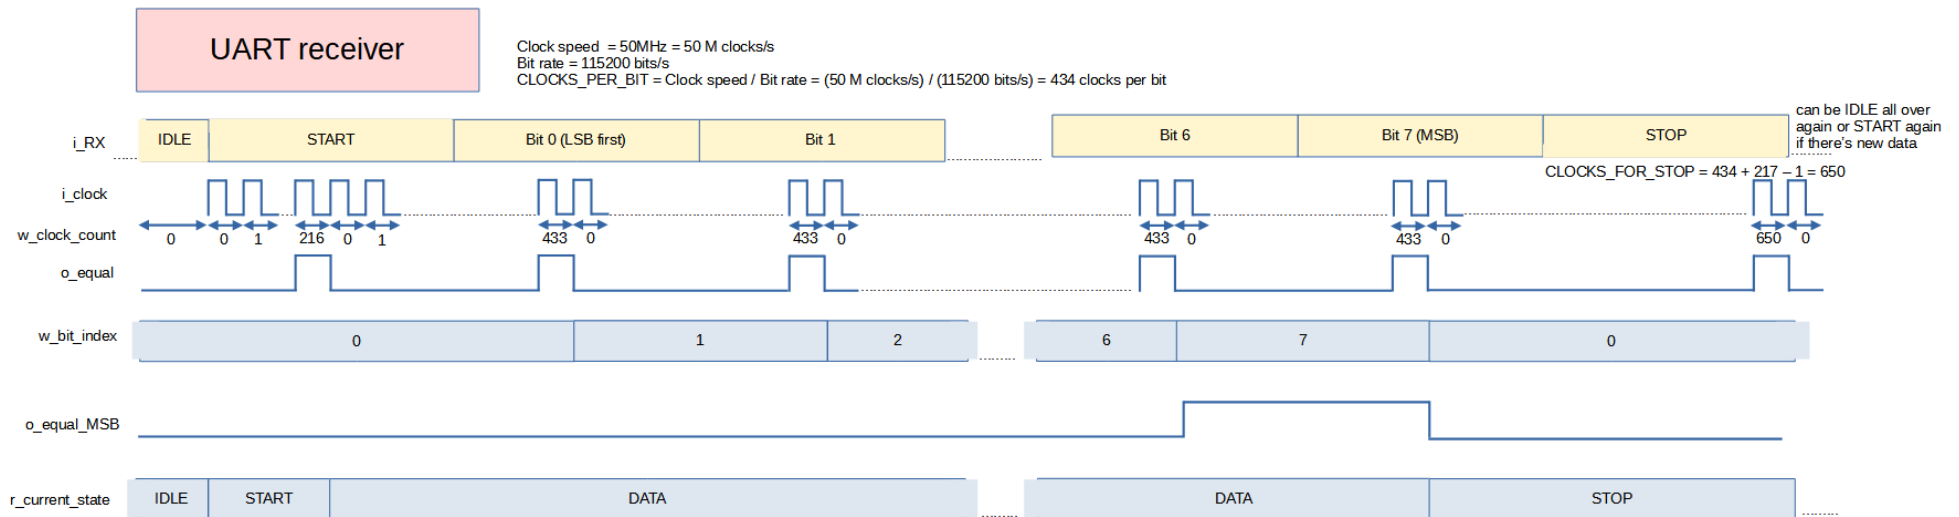 UART receiver
Clock speed  = 50MHz = 50 M clocks/s
Bit rate = 115200 bits/s
CLOCKS_PER_BIT = Clock speed / Bit rate = (50 M clocks/s) / (115200 bits/s) = 434 clocks per bit
can be IDLE all over
again or START again
if there's new data
i_RX IDLE START Bit 0 (LSB first) Bit 1 Bit 6 Bit 7 (MSB) STOP
CLOCKS_FOR_STOP = 434 + 217 – 1 = 650
i_clock
w_clock_count 0 0 1 216 0 1 433 0 433 0 433 0 433 0 650 0
o_equal
w_bit_index 0 1 2 6 7 0
o_equal_MSB
r_current_state IDLE START DATA DATA STOP